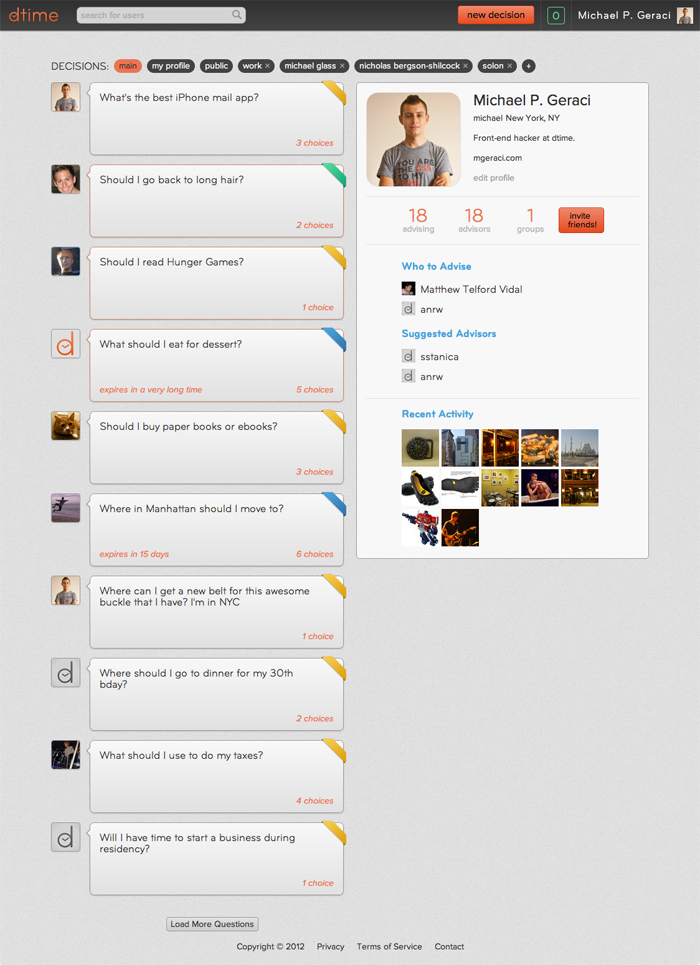 dtime
search for users
new decision
0
Michael P. Geraci
DECISIONS:
main
my profile
public
work ×
michael glass ×
nicholas bergson-shilcock ×
solon ×
+
What's the best iPhone mail app?
3 choices
Should I go back to long hair?
2 choices
Should I read Hunger Games?
1 choice
What should I eat for dessert?
expires in a very long time
5 choices
Should I buy paper books or ebooks?
3 choices
Where in Manhattan should I move to?
expires in 15 days
6 choices
Where can I get a new belt for this awesome
buckle that I have? I'm in NYC
1 choice
Where should I go to dinner for my 30th
bday?
2 choices
What should I use to do my taxes?
4 choices
Will I have time to start a business during
residency?
1 choice
Load More Questions
YOU ARE
THE
TO MY
Michael P. Geraci
michael New York, NY
Front-end hacker at dtime.
mgeraci.com
edit profile
18
advising
18
advisors
1
groups
invite
friends!
Who to Advise
Matthew Telford Vidal
anrw
Suggested Advisors
sstanica
anrw
Recent Activity
Copyright © 2012
Privacy
Terms of Service
Contact